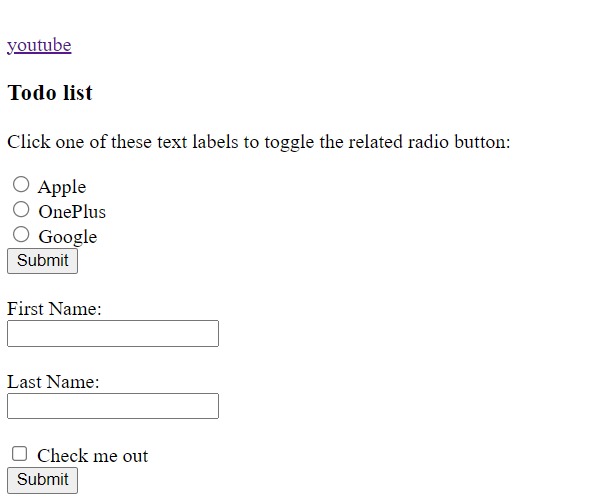 youtube
Todo list
Click one of these text labels to toggle the related radio button:
Apple
OnePlus
Google
Submit
First Name:
Last Name:
Check me out
Submit